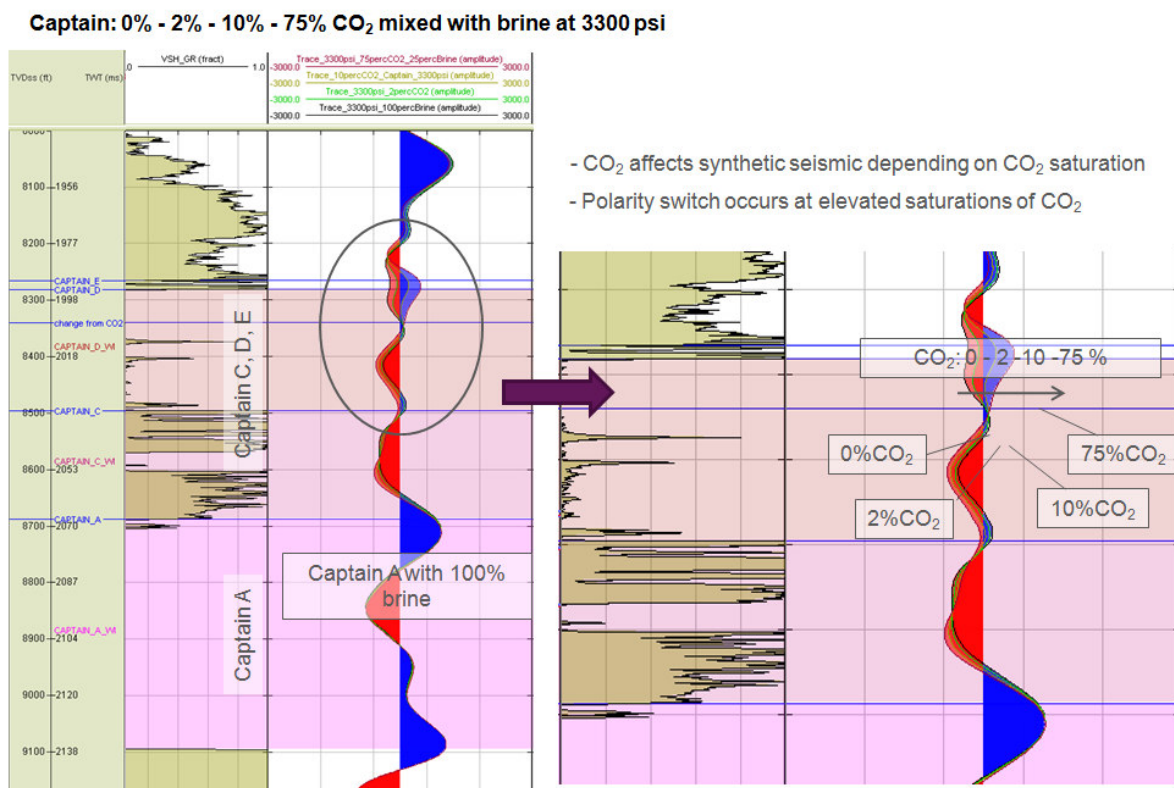 Captain: 0% - 2% - 10% - 75% CO₂ mixed with brine at 3300 psi
TVDss (ft)
TWT (ms)
VSH_GR (fract)
.0
1.0
Trace_3300psi_75percCO2_25percBrine (amplitude)
-3000.0
3000.0
Trace_10percCO2_Captain_3300psi (amplitude)
-3000.0
3000.0
Trace_3300psi_2percCO2 (amplitude)
-3000.0
3000.0
Trace_3300psi_100percBrine (amplitude)
-3000.0
3000.0
8100
1956
8200
1977
CAPTAIN_E
CAPTAIN_D
8300
1998
change from CO2
CAPTAIN_D_WI
8400
2018
CAPTAIN_C
8500
CAPTAIN_C_WI
8600
2053
CAPTAIN_A
8700
2070
8800
2087
CAPTAIN_A_WI
8900
2104
9000
2120
9100
2138
Captain C, D, E
Captain A
Captain A with 100%
brine
- CO₂ affects synthetic seismic depending on CO₂ saturation
- Polarity switch occurs at elevated saturations of CO₂
CO₂: 0 - 2 -10 -75 %
0%CO₂
75%CO₂
2%CO₂
10%CO₂